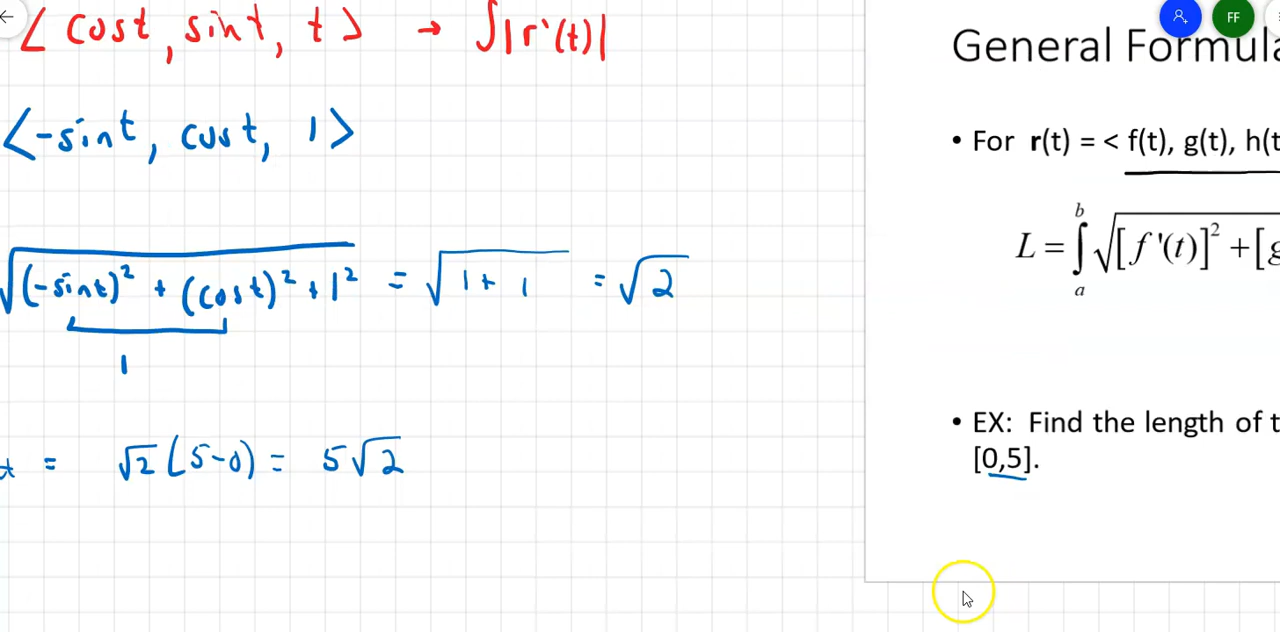 ⟨ cost, sint, t ⟩ → ∫|r'(t)|
⟨-sint, cost, 1⟩
√(-sint)² + (cost)² + 1² = √1 + 1 = √2
1
t = √2 (5-0) = 5√2
FF
General Formula
• For r(t) = < f(t), g(t), h(t
L = ∫ₐᵇ √[f'(t)]² + [g
• EX: Find the length of t
[0,5].